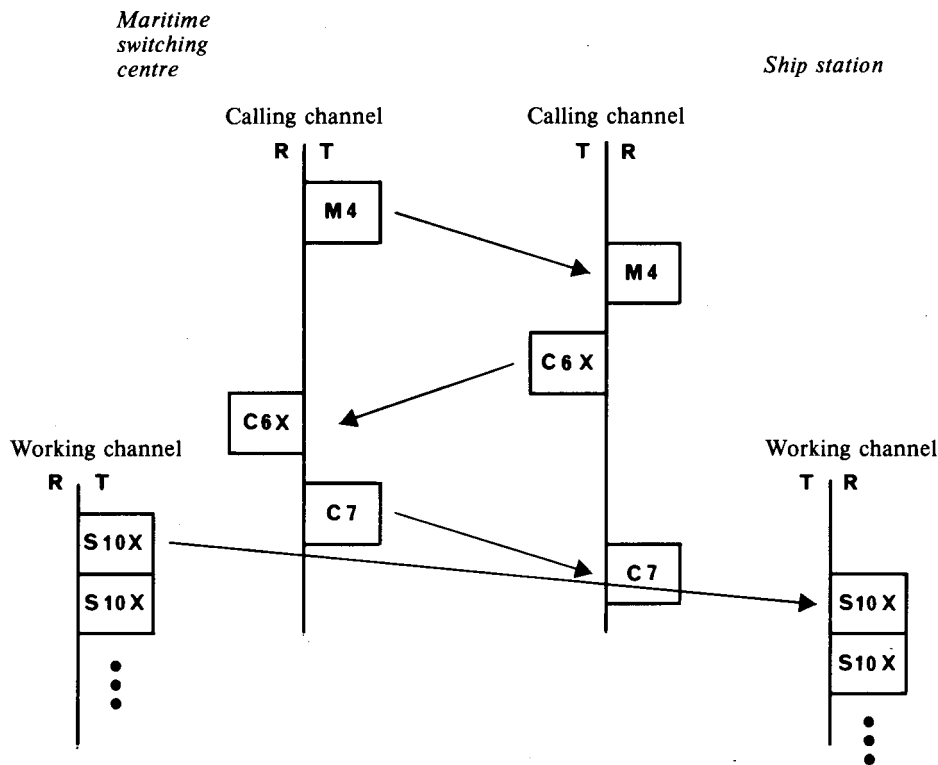 Maritime
switching
centre
Ship station
Calling channel
Calling channel
R T
T R
M4
M4
C6X
C6X
Working channel
Working channel
R T
T R
C7
S10X
C7
S10X
S10X
S10X